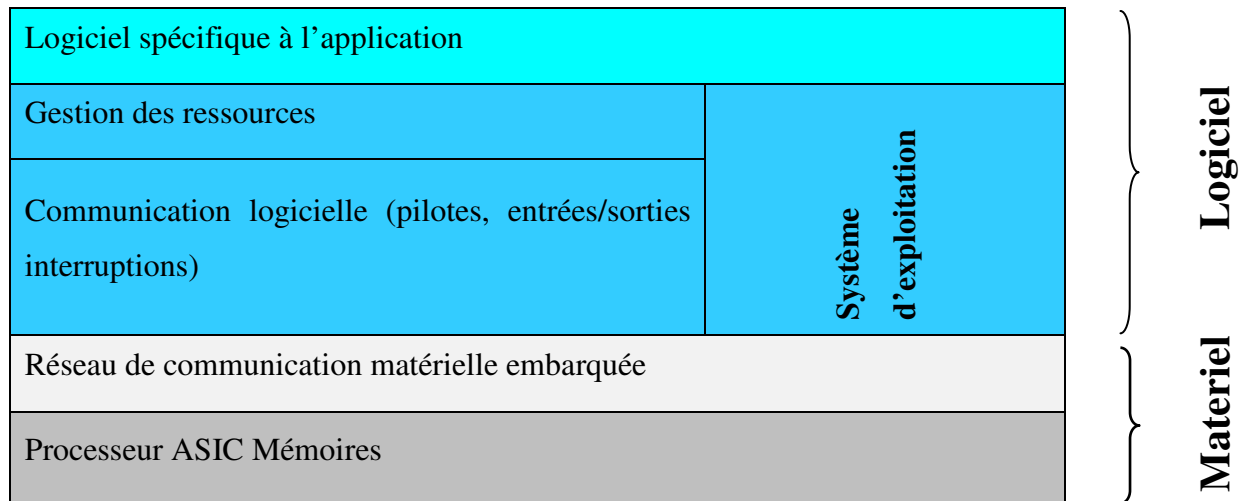 Logiciel spécifique à l’application
Gestion des ressources
Communication logicielle (pilotes, entrées/sorties
interruptions)
Système
d’exploitation
Réseau de communication matérielle embarquée
Processeur ASIC Mémoires
Logiciel
Materiel